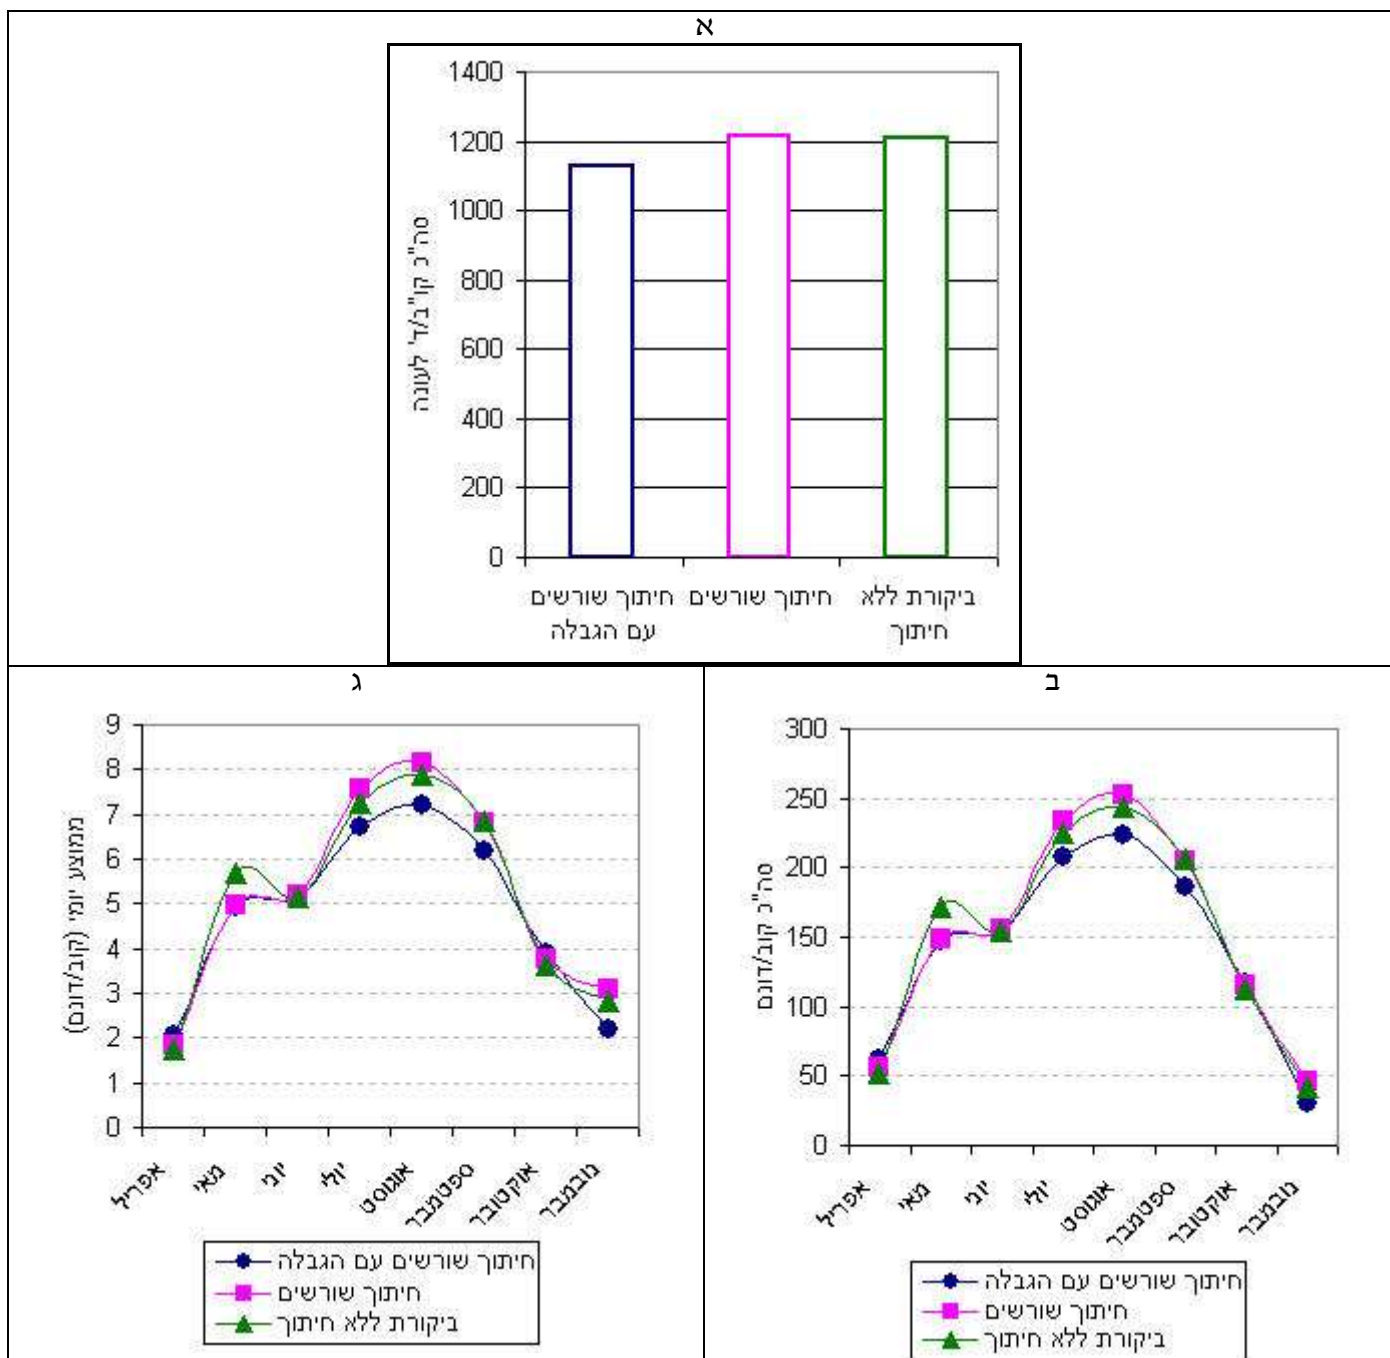 א
1400
1200
1000
800
600
400
200
0
סה"כ קו"ב/ד' לעונה
ביקורת ללא חיתוך
חיתוך שורשים
חיתוך שורשים עם הגבלה
ב
300
250
200
150
100
50
0
סה"כ קוב/דונם
אפריל
מאי
יוני
יולי
אוגוסט
ספטמבר
אוקטובר
נובמבר
חיתוך שורשים עם הגבלה
חיתוך שורשים
ביקורת ללא חיתוך
ג
9
8
7
6
5
4
3
2
1
0
ממוצע יומי (קוב/דונם)
אפריל
מאי
יוני
יולי
אוגוסט
ספטמבר
אוקטובר
נובמבר
חיתוך שורשים עם הגבלה
חיתוך שורשים
ביקורת ללא חיתוך